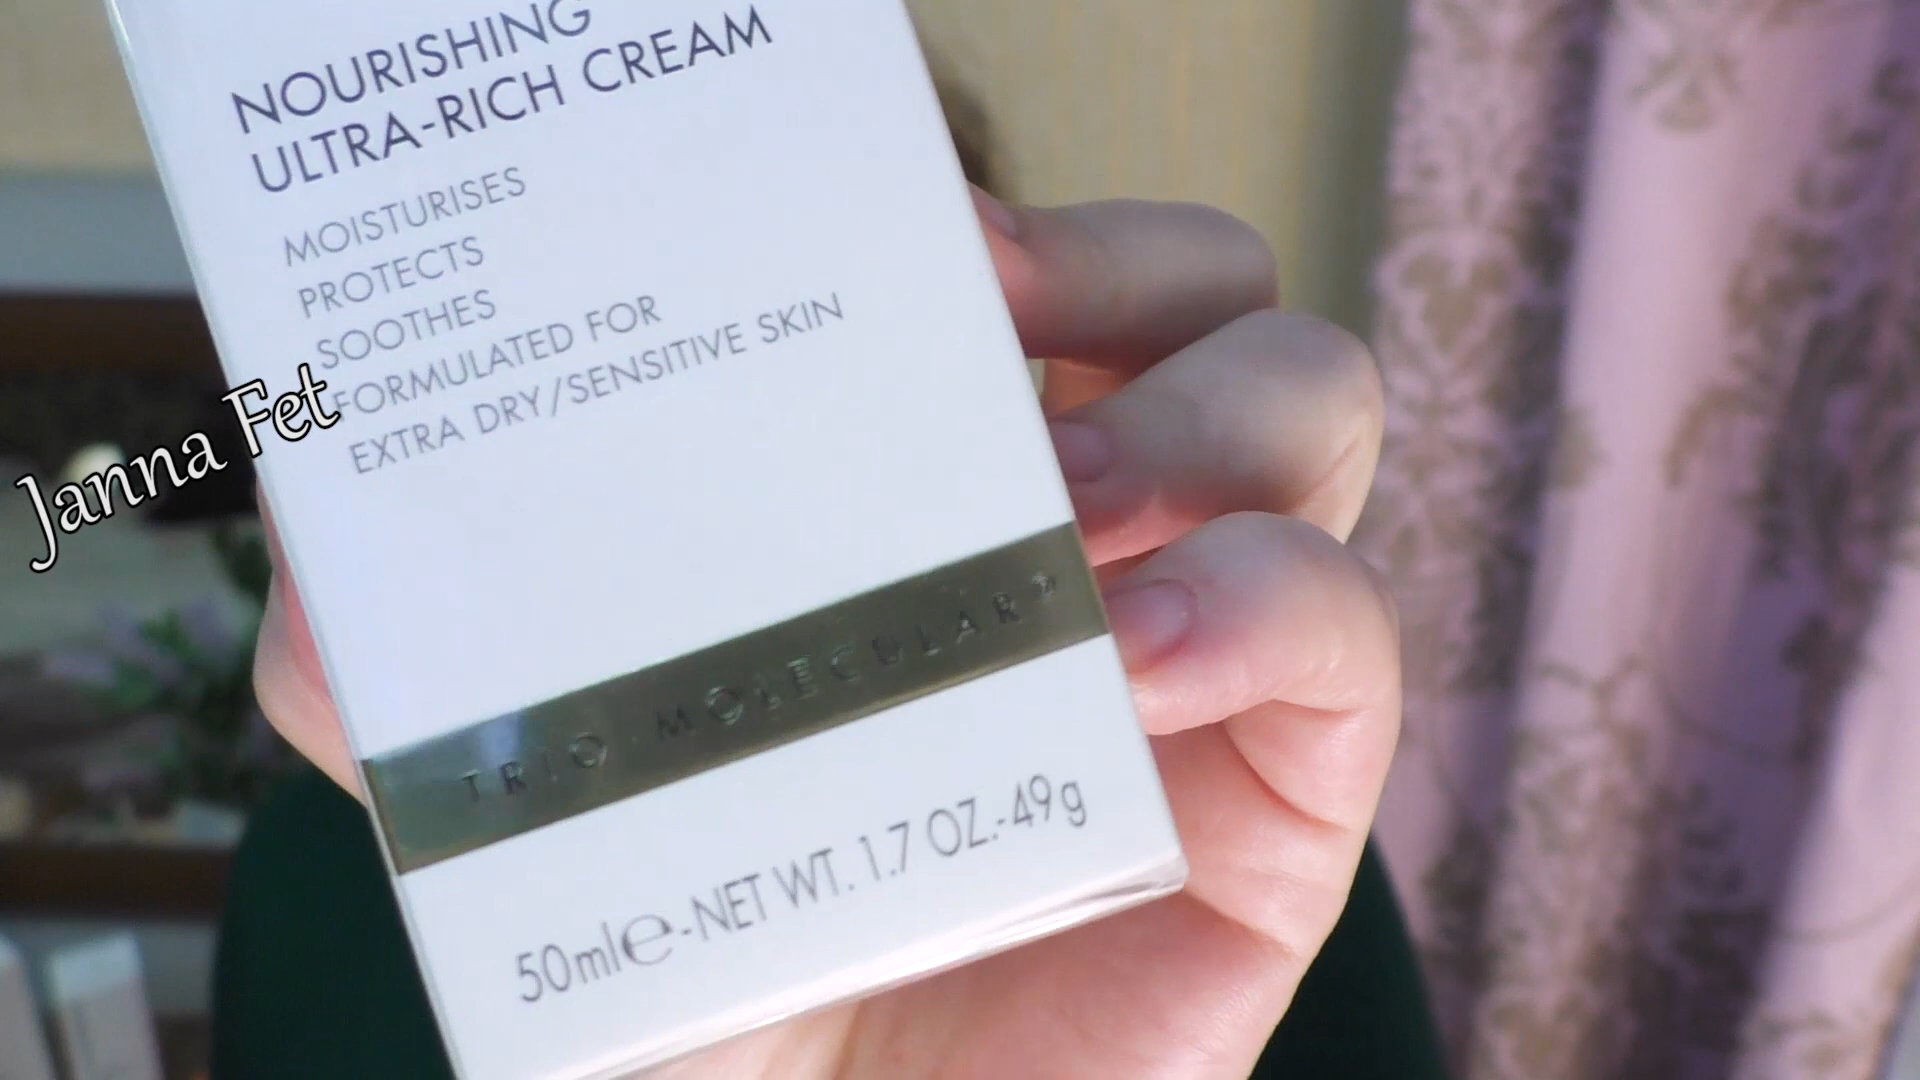 NOURISHING
ULTRA-RICH CREAM
MOISTURISES
PROTECTS
SOOTHES
FORMULATED FOR
EXTRA DRY/SENSITIVE SKIN
Janna Fet
TRIO·MOLECULAR®
50ml℮-NET WT. 1.7 OZ.-49g